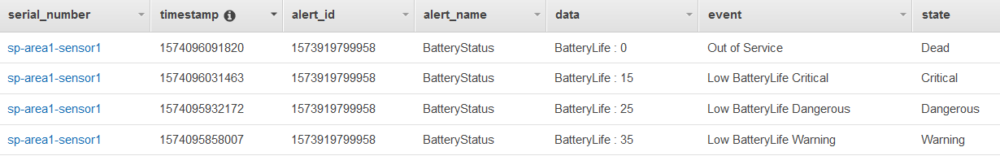 serial_number timestamp alert_id alert_name data event state
sp-area1-sensor1 1574096091820 1573919799958 BatteryStatus BatteryLife : 0 Out of Service Dead
sp-area1-sensor1 1574096031463 1573919799958 BatteryStatus BatteryLife : 15 Low BatteryLife Critical Critical
sp-area1-sensor1 1574095932172 1573919799958 BatteryStatus BatteryLife : 25 Low BatteryLife Dangerous Dangerous
sp-area1-sensor1 1574095858007 1573919799958 BatteryStatus BatteryLife : 35 Low BatteryLife Warning Warning